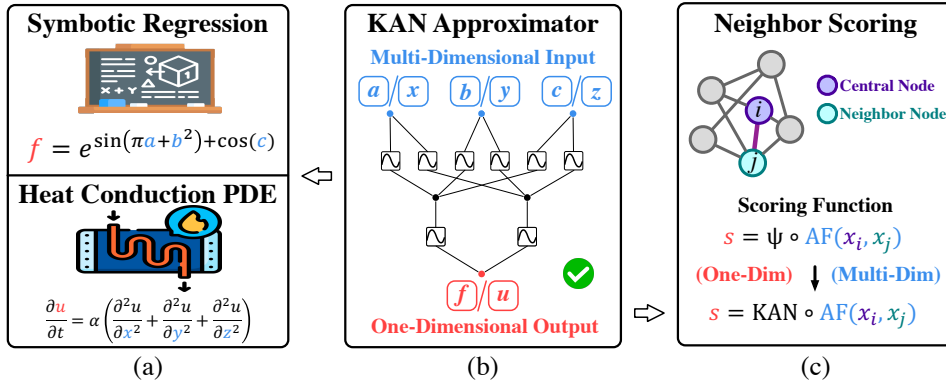 Symbotic Regression
X + Y
1
f = e^{sin(πa+b²)+cos(c)}
Heat Conduction PDE
∂u/∂t = α(∂²u/∂x² + ∂²u/∂y² + ∂²u/∂z²)
(a)
KAN Approximator
Multi-Dimensional Input
a / x b / y c / z
f / u
One-Dimensional Output
(b)
Neighbor Scoring
i
j
Central Node
Neighbor Node
Scoring Function
s = ψ ∘ AF(x_i, x_j)
(One-Dim) (Multi-Dim)
s = KAN ∘ AF(x_i, x_j)
(c)